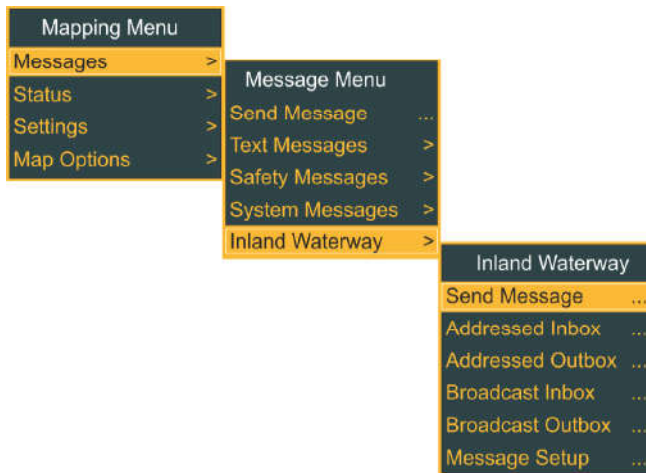 Mapping Menu
Messages >
Status >
Settings >
Map Options >
Message Menu
Send Message ...
Text Messages >
Safety Messages >
System Messages >
Inland Waterway >
Inland Waterway
Send Message ...
Addressed Inbox ...
Addressed Outbox ...
Broadcast Inbox ...
Broadcast Outbox ...
Message Setup ...